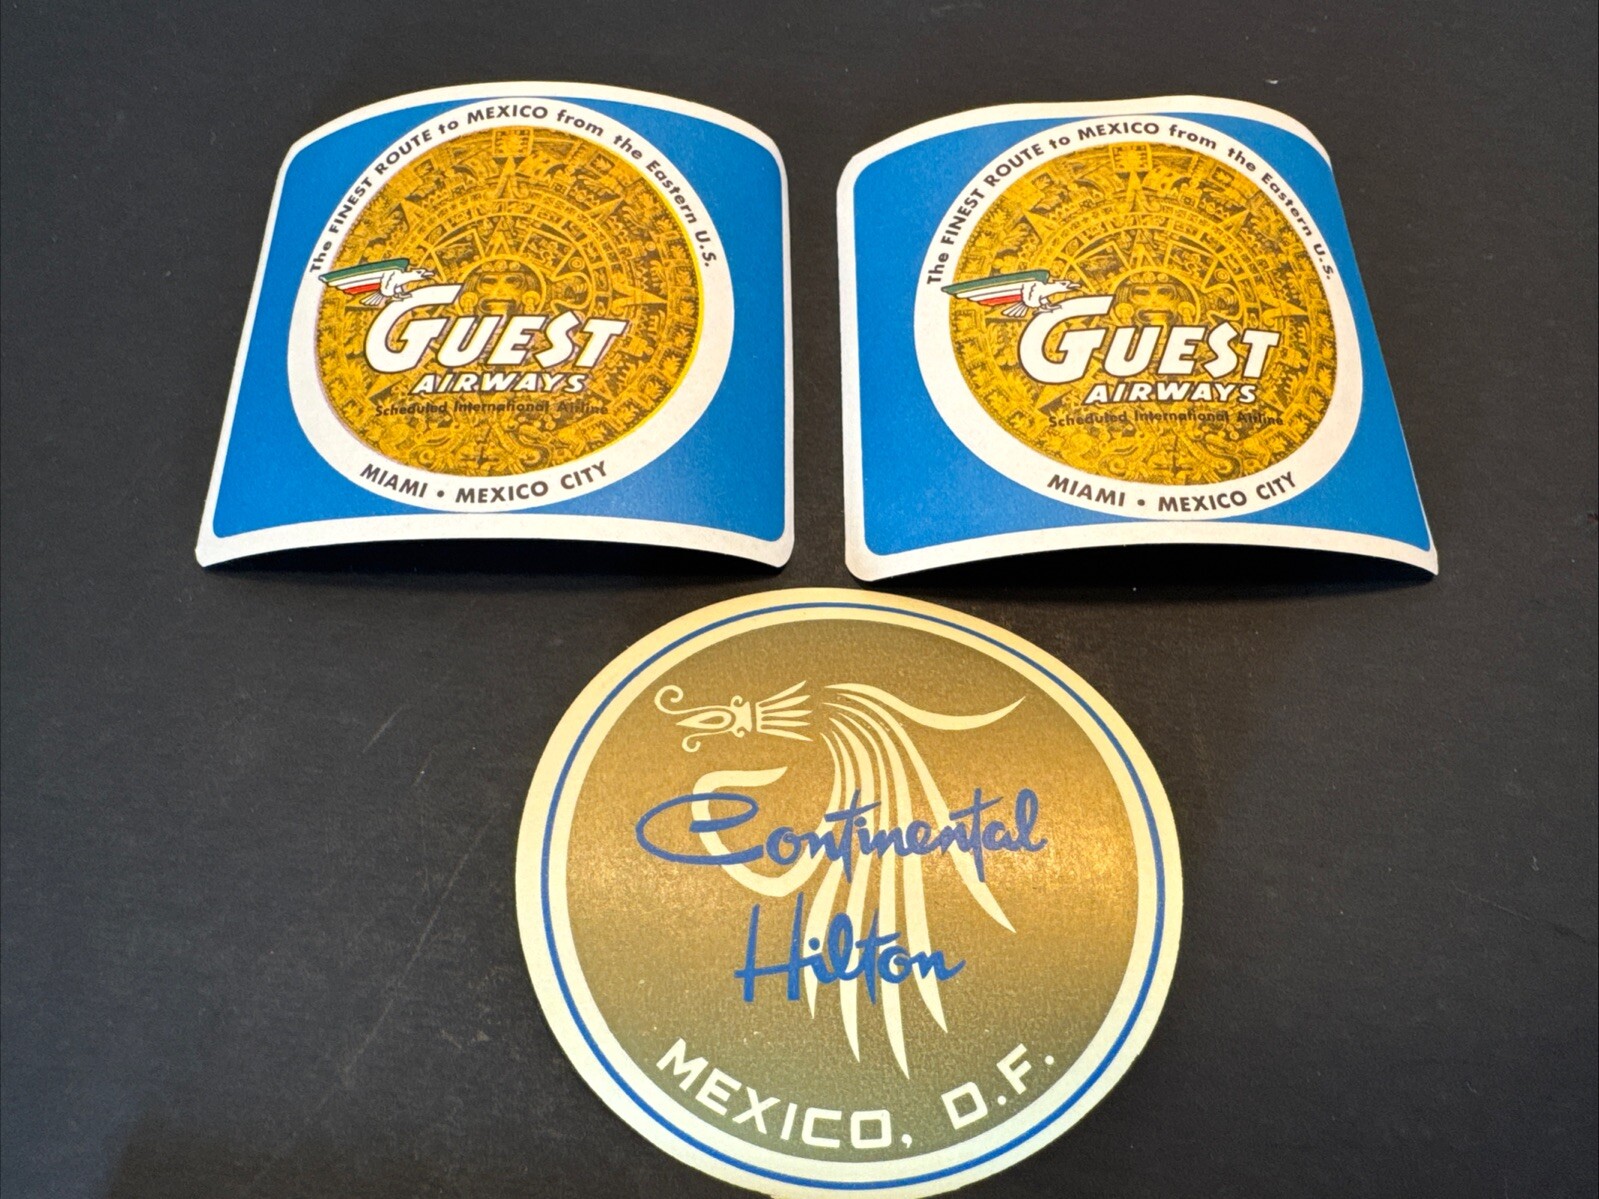 The FINEST ROUTE to MEXICO from the Eastern U.S.
GUEST
AIRWAYS
Scheduled International Airline
MIAMI • MEXICO CITY
The FINEST ROUTE to MEXICO from the Eastern U.S.
GUEST
AIRWAYS
Scheduled International Airline
MIAMI • MEXICO CITY
Continental
Hilton
MEXICO, D.F.